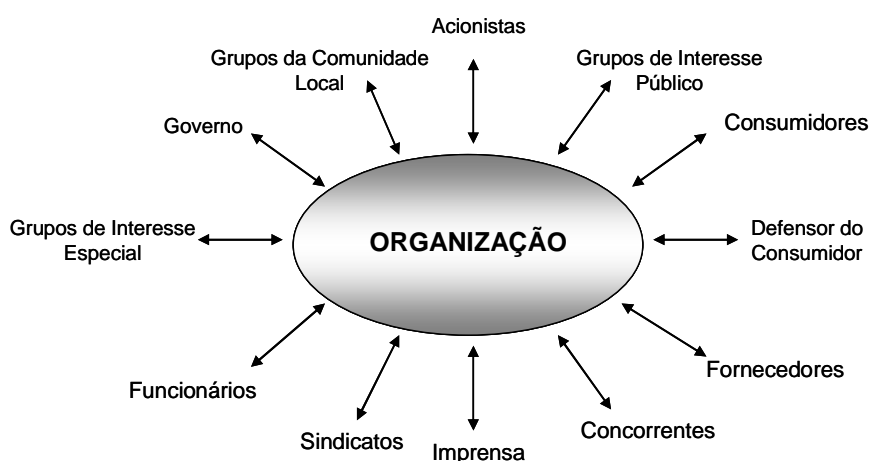 Acionistas
Grupos da Comunidade
Local
Grupos de Interesse
Público
Governo
Consumidores
Grupos de Interesse
Especial
ORGANIZAÇÃO
Defensor do
Consumidor
Funcionários
Fornecedores
Sindicatos
Imprensa
Concorrentes